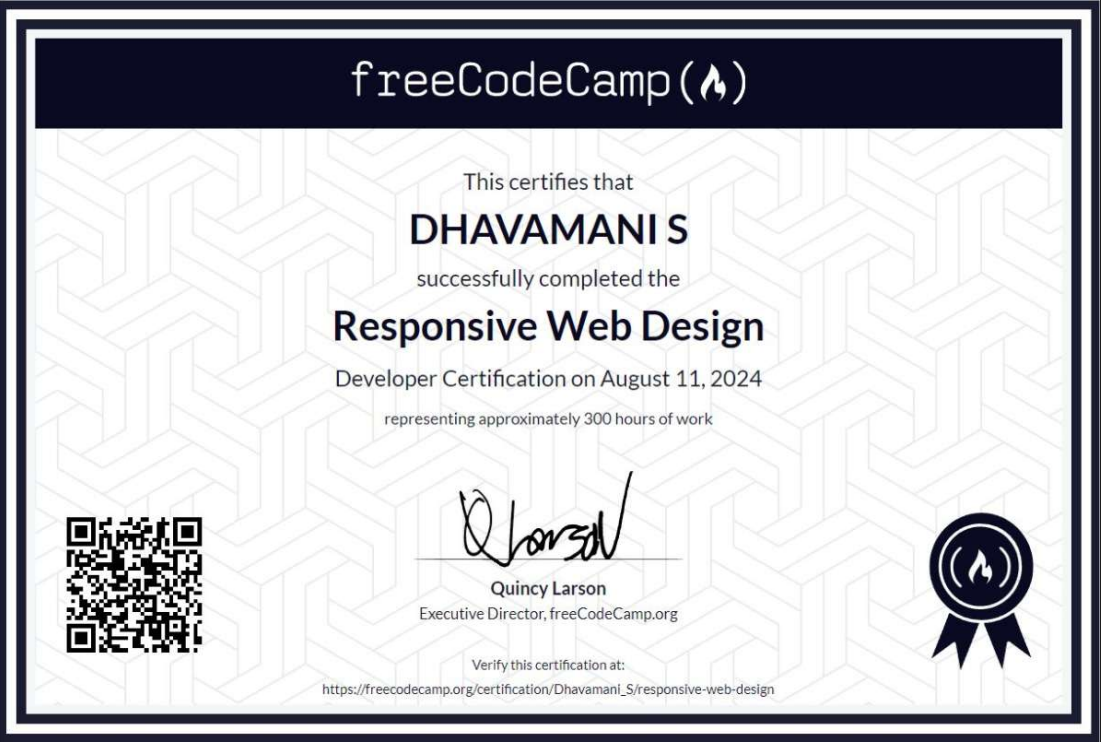 freeCodeCamp
This certifies that
DHAVAMANI S
successfully completed the
Responsive Web Design
Developer Certification on August 11, 2024
representing approximately 300 hours of work
Quincy Larson
Executive Director, freeCodeCamp.org
Verify this certification at:
https://freecodecamp.org/certification/Dhavamani_S/responsive-web-design